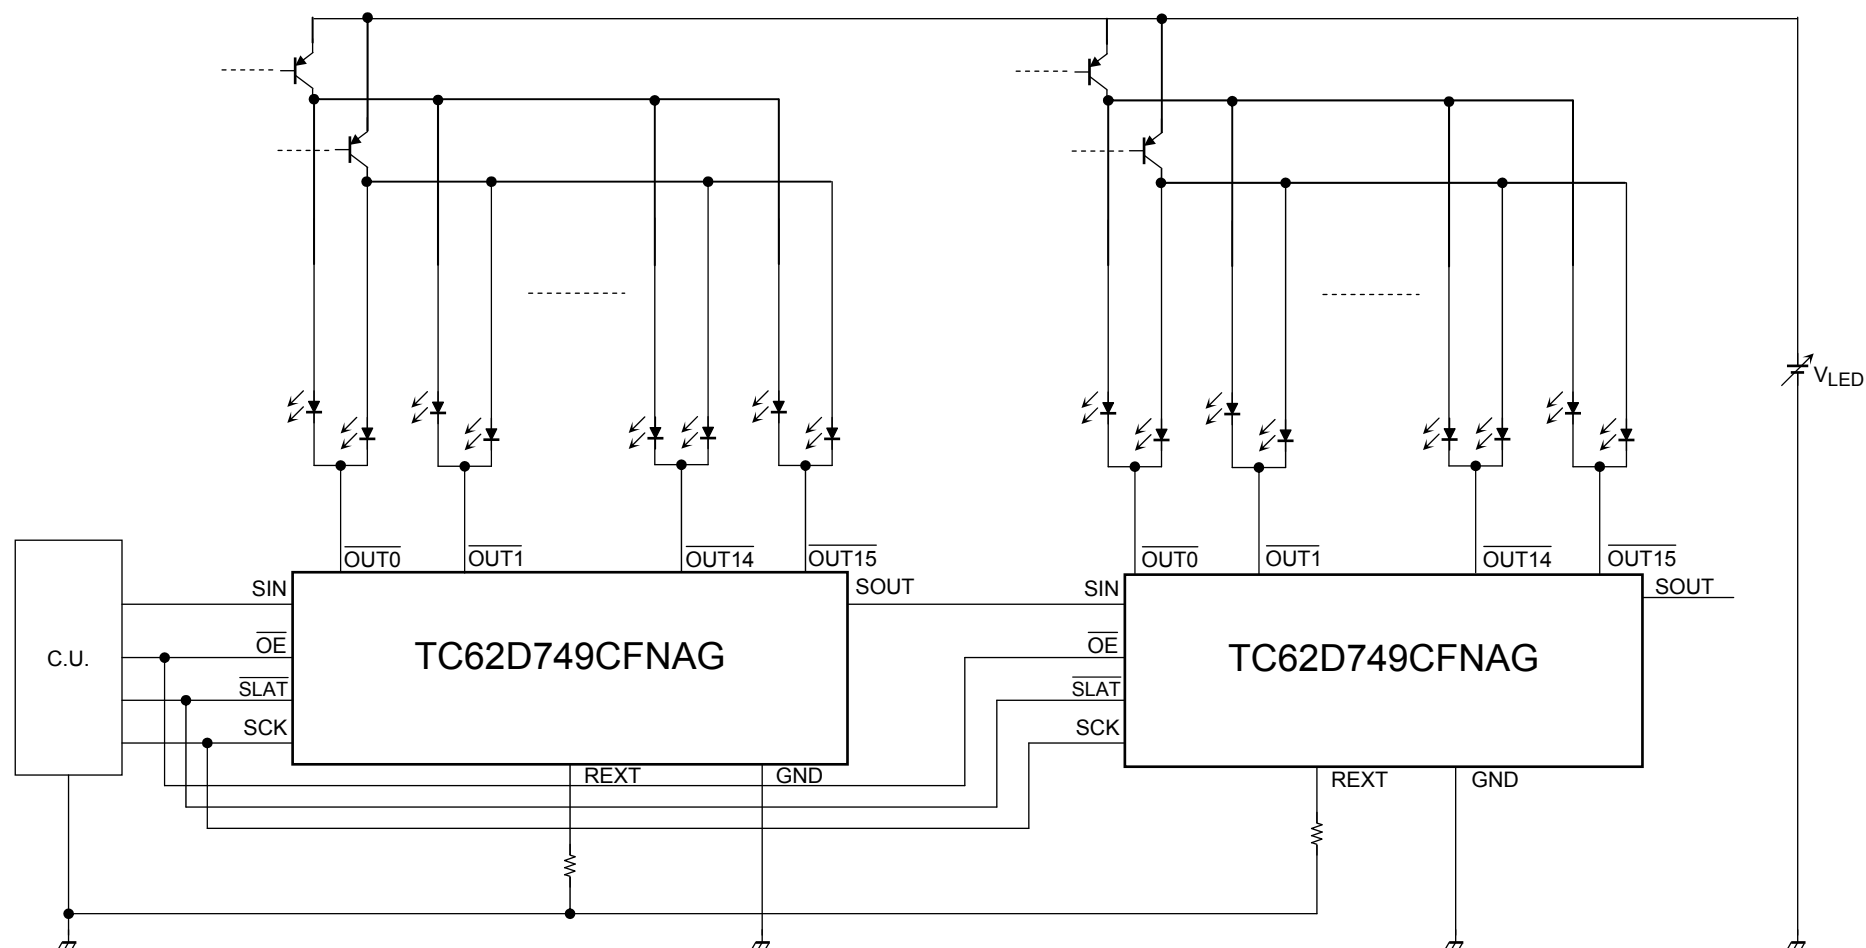 VLED
OUT0 OUT1 OUT14 OUT15
OUT0 OUT1 OUT14 OUT15
SIN
SOUT
SIN
SOUT
C.U.
OE
TC62D749CFNAG
OE
TC62D749CFNAG
SLAT
SLAT
SCK
SCK
REXT
GND
REXT
GND